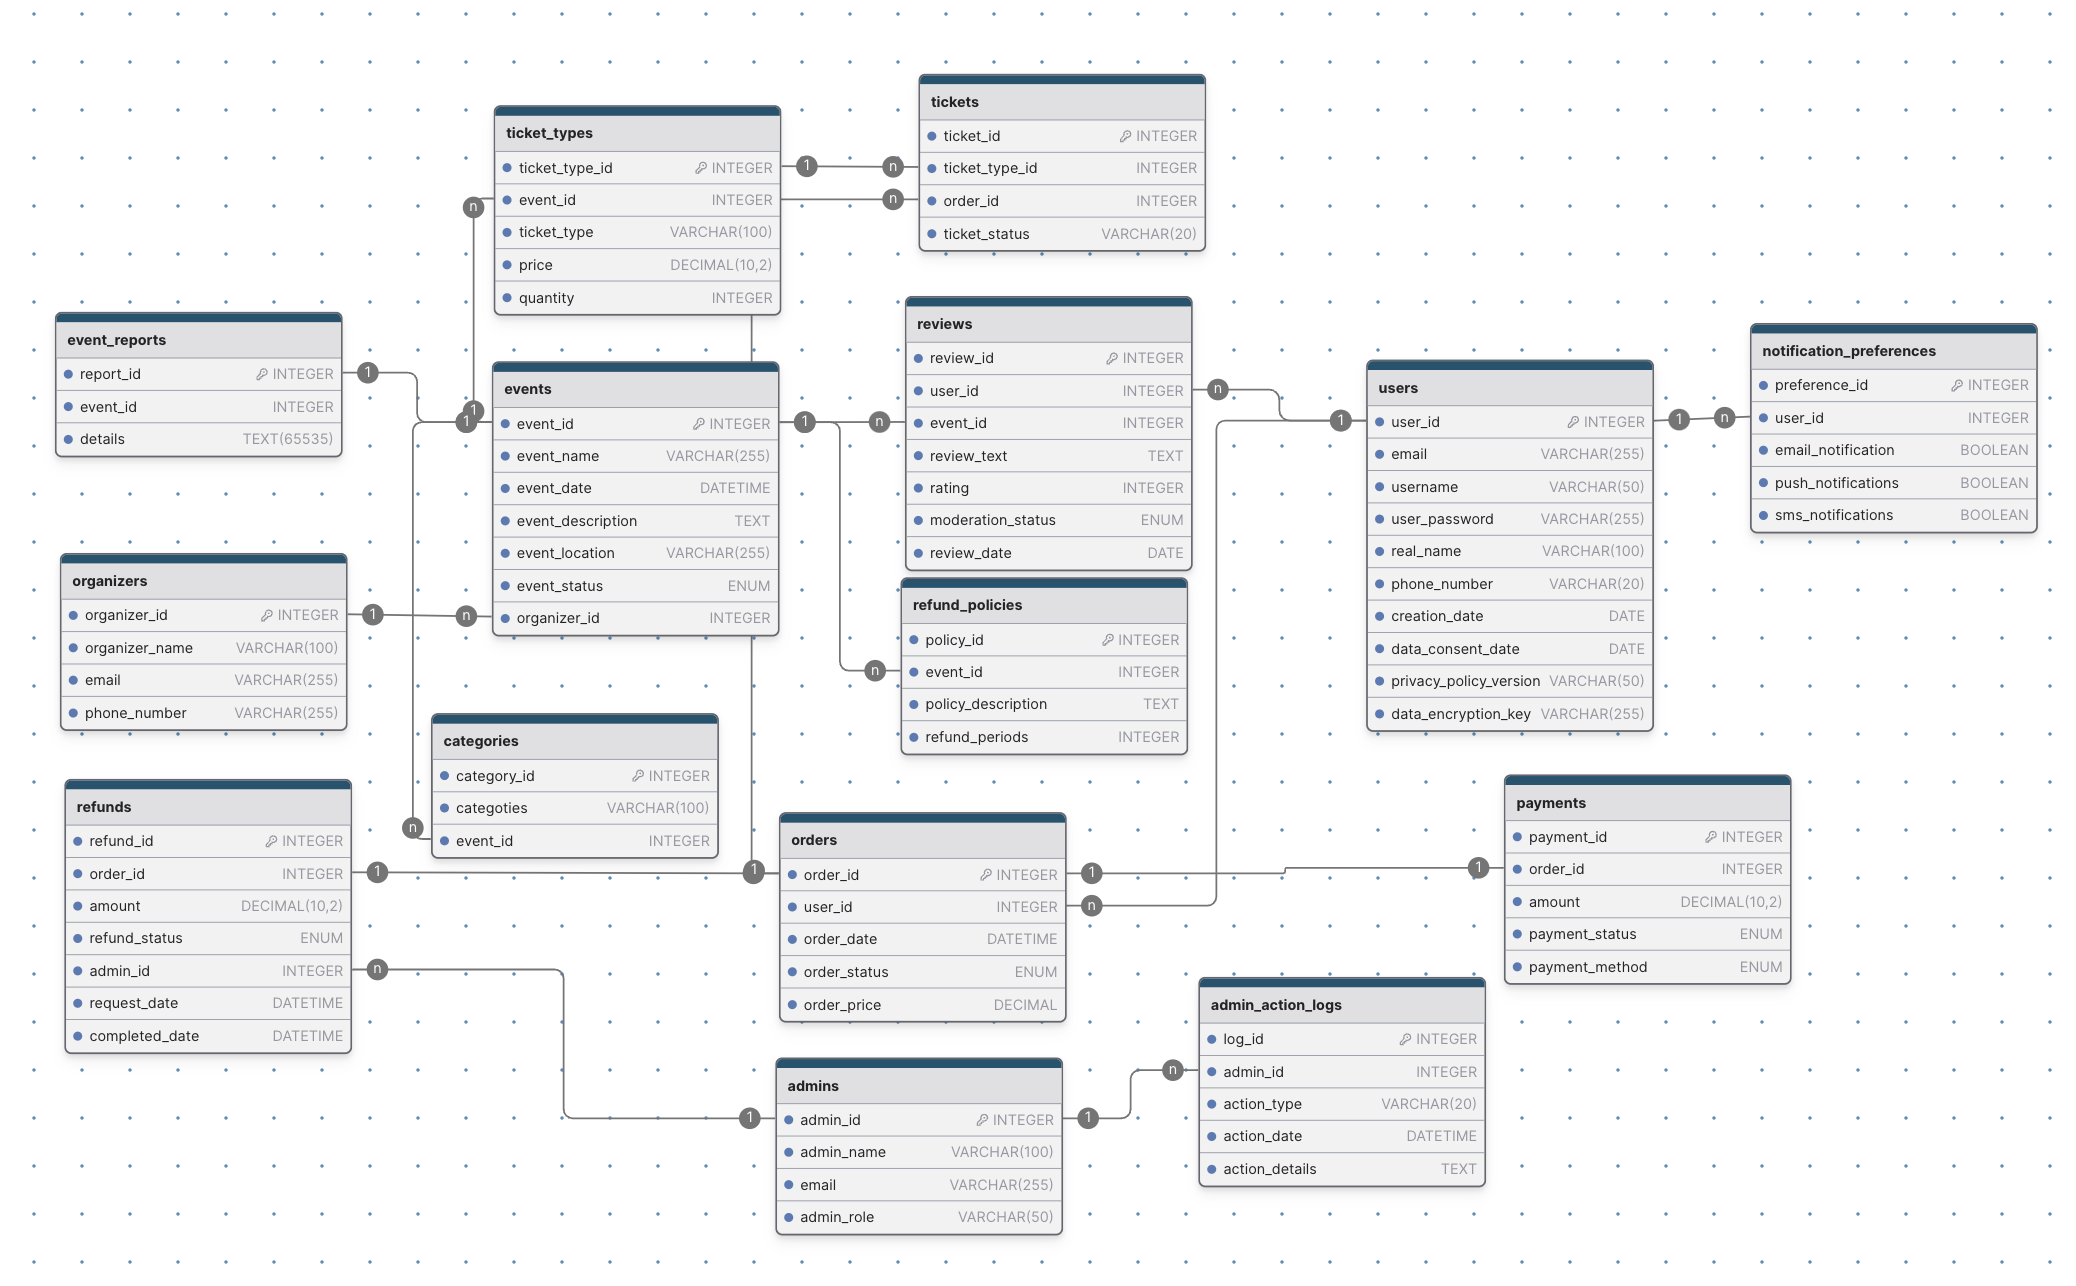 tickets
ticket_id INTEGER
ticket_type_id INTEGER
order_id INTEGER
ticket_status VARCHAR(20)
ticket_types
ticket_type_id INTEGER
event_id INTEGER
ticket_type VARCHAR(100)
price DECIMAL(10,2)
quantity INTEGER
1
n
n
n
event_reports
report_id INTEGER
event_id INTEGER
details TEXT(65535)
1
1
1
events
event_id INTEGER
event_name VARCHAR(255)
event_date DATETIME
event_description TEXT
event_location VARCHAR(255)
event_status ENUM
organizer_id INTEGER
1
n
reviews
review_id INTEGER
user_id INTEGER
event_id INTEGER
review_text TEXT
rating INTEGER
moderation_status ENUM
review_date DATE
n
1
users
user_id INTEGER
email VARCHAR(255)
username VARCHAR(50)
user_password VARCHAR(255)
real_name VARCHAR(100)
phone_number VARCHAR(20)
creation_date DATE
data_consent_date DATE
privacy_policy_version VARCHAR(50)
data_encryption_key VARCHAR(255)
1
n
notification_preferences
preference_id INTEGER
user_id INTEGER
email_notification BOOLEAN
push_notifications BOOLEAN
sms_notifications BOOLEAN
organizers
organizer_id INTEGER
organizer_name VARCHAR(100)
email VARCHAR(255)
phone_number VARCHAR(255)
1
n
refund_policies
policy_id INTEGER
event_id INTEGER
policy_description TEXT
refund_periods INTEGER
n
categories
category_id INTEGER
categoties VARCHAR(100)
event_id INTEGER
n
refunds
refund_id INTEGER
order_id INTEGER
amount DECIMAL(10,2)
refund_status ENUM
admin_id INTEGER
request_date DATETIME
completed_date DATETIME
1
n
1
orders
order_id INTEGER
user_id INTEGER
order_date DATETIME
order_status ENUM
order_price DECIMAL
1
n
1
payments
payment_id INTEGER
order_id INTEGER
amount DECIMAL(10,2)
payment_status ENUM
payment_method ENUM
admin_action_logs
log_id INTEGER
admin_id INTEGER
action_type VARCHAR(20)
action_date DATETIME
action_details TEXT
n
1
1
admins
admin_id INTEGER
admin_name VARCHAR(100)
email VARCHAR(255)
admin_role VARCHAR(50)